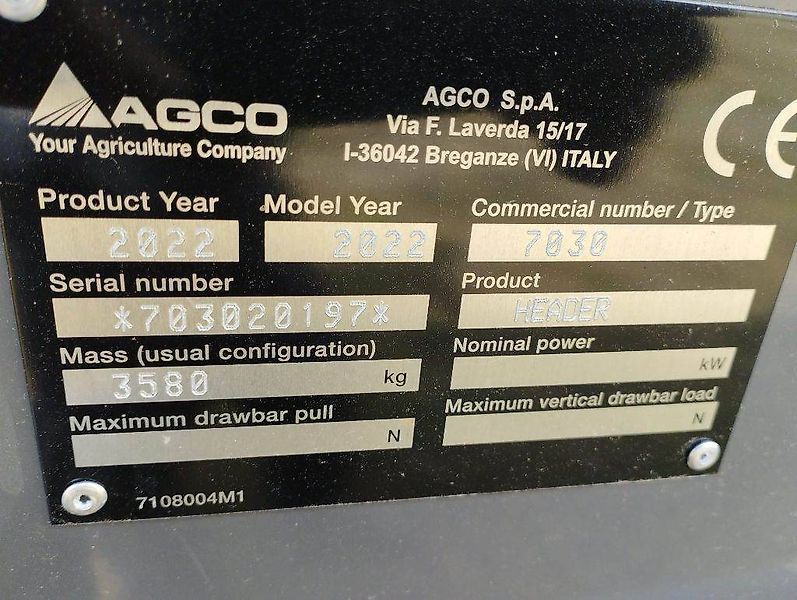 AGCO
Your Agriculture Company
AGCO S.p.A.
Via F. Laverda 15/17
I-36042 Breganze (VI) ITALY
CE
Product Year
2022
Model Year
2022
Commercial number / Type
7030
Serial number
*703020197*
Product
HEADER
Mass (usual configuration)
3580 kg
Nominal power
kW
Maximum drawbar pull
N
Maximum vertical drawbar load
N
7108004M1